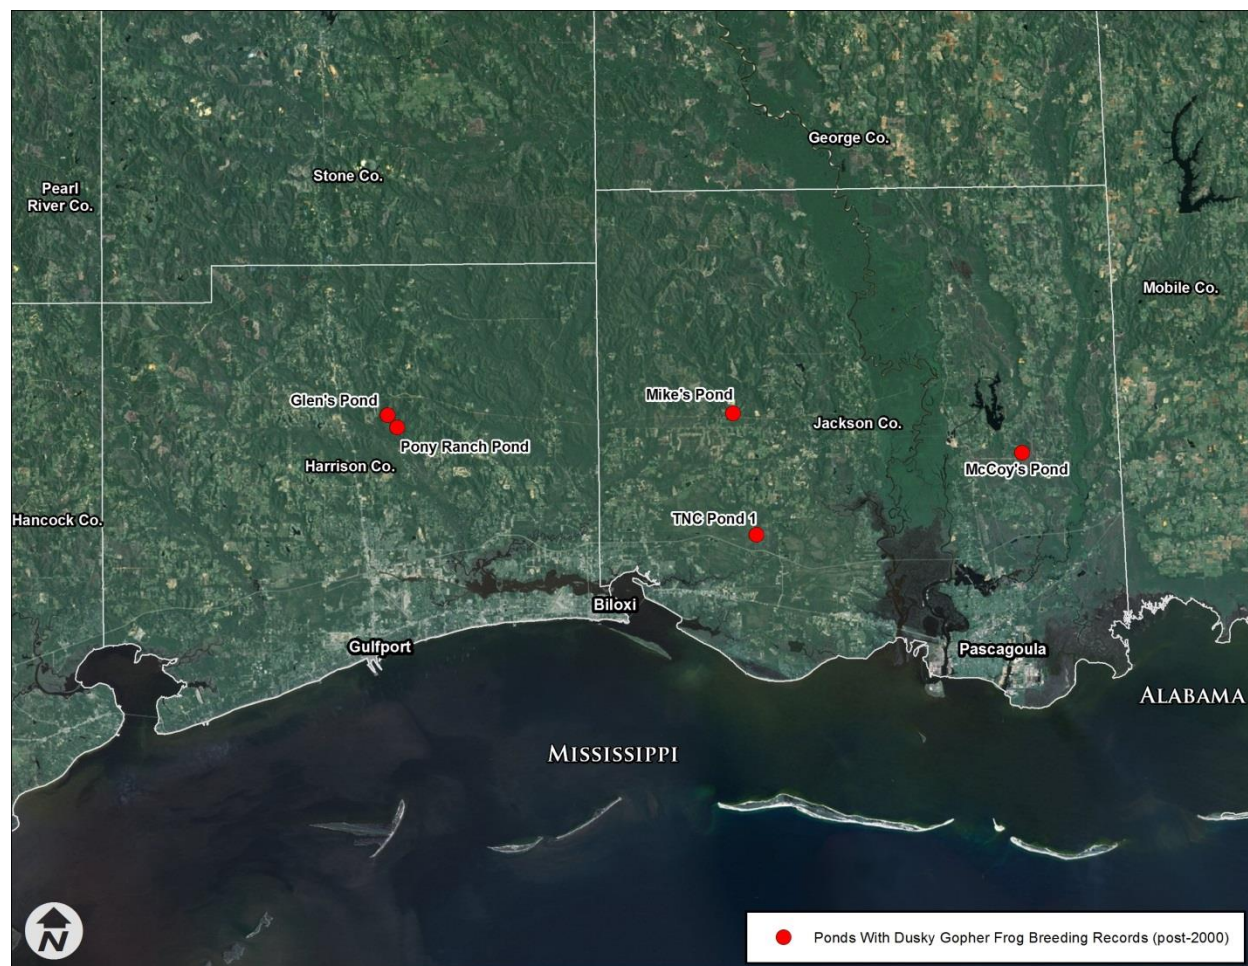 George Co.
Stone Co.
Pearl
River Co.
Mobile Co.
Glen's Pond
Mike's Pond
Pony Ranch Pond
Jackson Co.
Harrison Co.
McCoy's Pond
Hancock Co.
TNC Pond 1
Biloxi
Gulfport
Pascagoula
ALABAMA
MISSISSIPPI
N
Ponds With Dusky Gopher Frog Breeding Records (post-2000)